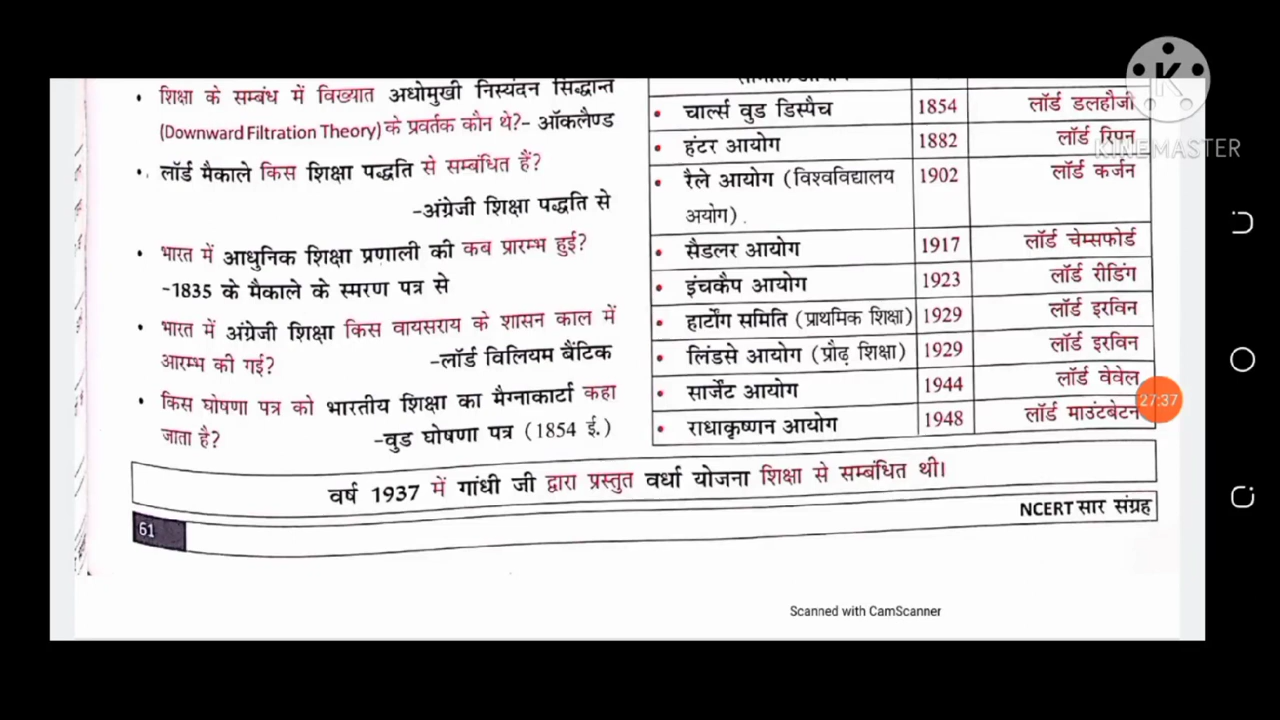 • शिक्षा के सम्बंध में विख्यात अधोमुखी निस्यंदन सिद्धान्त
(Downward Filtration Theory) के प्रवर्तक कौन थे?- ऑकलैण्ड
• लॉर्ड मैकाले किस शिक्षा पद्धति से सम्बंधित हैं?
-अंग्रेजी शिक्षा पद्धति से
• भारत में आधुनिक शिक्षा प्रणाली की कब प्रारम्भ हुई?
-1835 के मैकाले के स्मरण पत्र से
• भारत में अंग्रेजी शिक्षा किस वायसराय के शासन काल में
आरम्भ की गई? -लॉर्ड विलियम बैंटिक
• किस घोषणा पत्र को भारतीय शिक्षा का मैग्नाकार्टा कहा
जाता है? -वुड घोषणा पत्र (1854 ई.)
• चार्ल्स वुड डिस्पैच 1854 लॉर्ड डलहौजी
• हंटर आयोग 1882 लॉर्ड रिपन
• रैले आयोग (विश्वविद्यालय 1902 लॉर्ड कर्जन
अयोग)
• सैडलर आयोग 1917 लॉर्ड चेम्सफोर्ड
• इंचकैप आयोग 1923 लॉर्ड रीडिंग
• हार्टोंग समिति (प्राथमिक शिक्षा) 1929 लॉर्ड इरविन
• लिंडसे आयोग (प्रौढ़ शिक्षा) 1929 लॉर्ड इरविन
• सार्जेंट आयोग 1944 लॉर्ड वेवेल
• राधाकृष्णन आयोग 1948 लॉर्ड माउंटबेटन
वर्ष 1937 में गांधी जी द्वारा प्रस्तुत वर्धा योजना शिक्षा से सम्बंधित थी।
61
NCERT सार संग्रह
Scanned with CamScanner
K
KINEMASTER
27:37